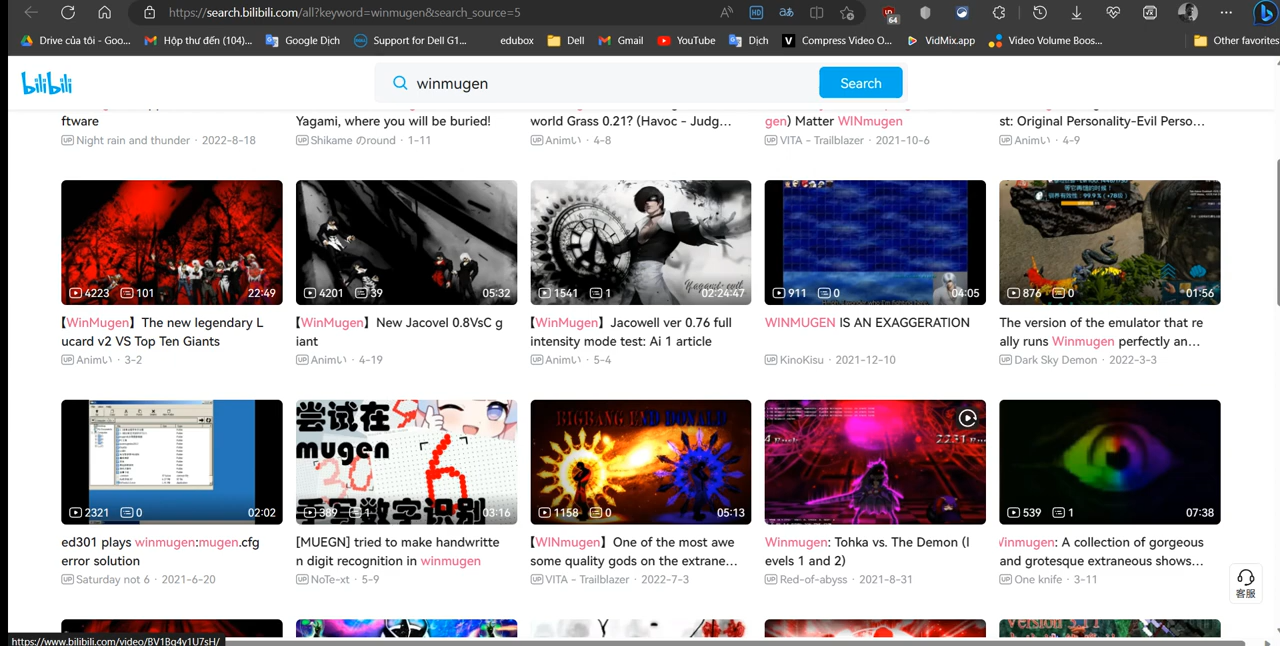 https://search.bilibili.com/all?keyword=winmugen&search_source=5
HD
64
Drive của tôi - Goo...
Hộp thư đến (104)...
Google Dịch
Support for Dell G1...
edubox
Dell
Gmail
YouTube
Dịch
Compress Video O...
VidMix.app
Video Volume Boos...
Other favorites
bilibili
winmugen
Search
ftware
Night rain and thunder · 2022-8-18
Yagami, where you will be buried!
Shikame のround · 1-11
world Grass 0.21? (Havoc - Judg...
Animい · 4-8
gen) Matter WINmugen
VITA - Trailblazer · 2021-10-6
st: Original Personality-Evil Perso...
Animい · 4-9
4223 101 22:49
【WinMugen】The new legendary L
ucard v2 VS Top Ten Giants
Animい · 3-2
4201 39 05:32
【WinMugen】New Jacovel 0.8VsC g
iant
Animい · 4-19
1541 1 02:24:47
【WinMugen】Jacowell ver 0.76 full
intensity mode test: Ai 1 article
Animい · 5-4
911 0 04:05
WINMUGEN IS AN EXAGGERATION
KinoKisu · 2021-12-10
876 0 01:56
The version of the emulator that re
ally runs Winmugen perfectly an...
Dark Sky Demon · 2022-3-3
2321 0 02:02
ed301 plays winmugen:mugen.cfg
error solution
Saturday not 6 · 2021-6-20
尝试在
mugen
手写数字识别
389 1 03:16
[MUEGN] tried to make handwritte
n digit recognition in winmugen
NoTe-xt · 5-9
1158 0 05:13
【WINmugen】One of the most awe
some quality gods on the extrane...
VITA - Trailblazer · 2022-7-3
Winmugen: Tohka vs. The Demon (l
evels 1 and 2)
Red-of-abyss · 2021-8-31
539 1 07:38
Winmugen: A collection of gorgeous
and grotesque extraneous shows...
One knife · 3-11
客服
https://www.bilibili.com/video/BV1Bq4y1U7sH/